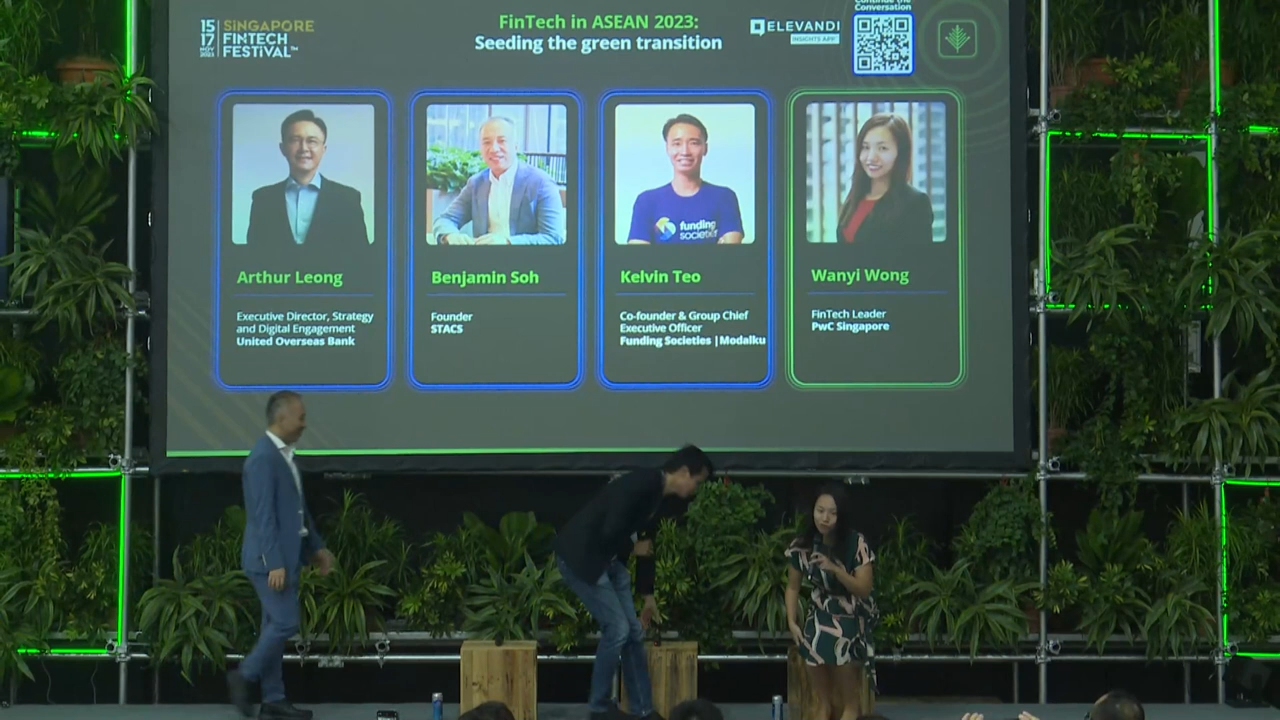 Continue the
Conversation
15
17
NOV
2023
SINGAPORE
FINTECH
FESTIVAL™
FinTech in ASEAN 2023:
Seeding the green transition
ELEVANDI
INSIGHTS APP
funding
societies
Arthur Leong
Executive Director, Strategy
and Digital Engagement
United Overseas Bank
Benjamin Soh
Founder
STACS
Kelvin Teo
Co-founder & Group Chief
Executive Officer
Funding Societies |Modalku
Wanyi Wong
FinTech Leader
PwC Singapore